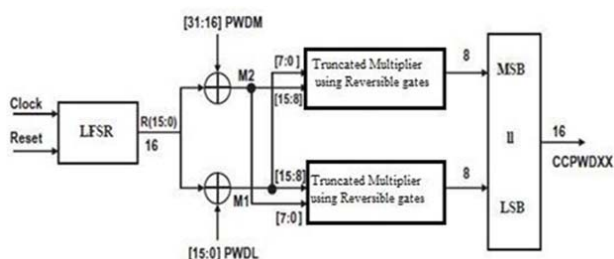 [31:16] PWDM
[7:0]
Truncated Multiplier
using Reversible gates
8
MSB
M2
[15:8]
Clock
LFSR
R(15:0)
Reset
16
ll
16
CCPWDXX
[15:8]
Truncated Multiplier
using Reversible gates
8
M1
[7:0]
LSB
[15:0] PWDL